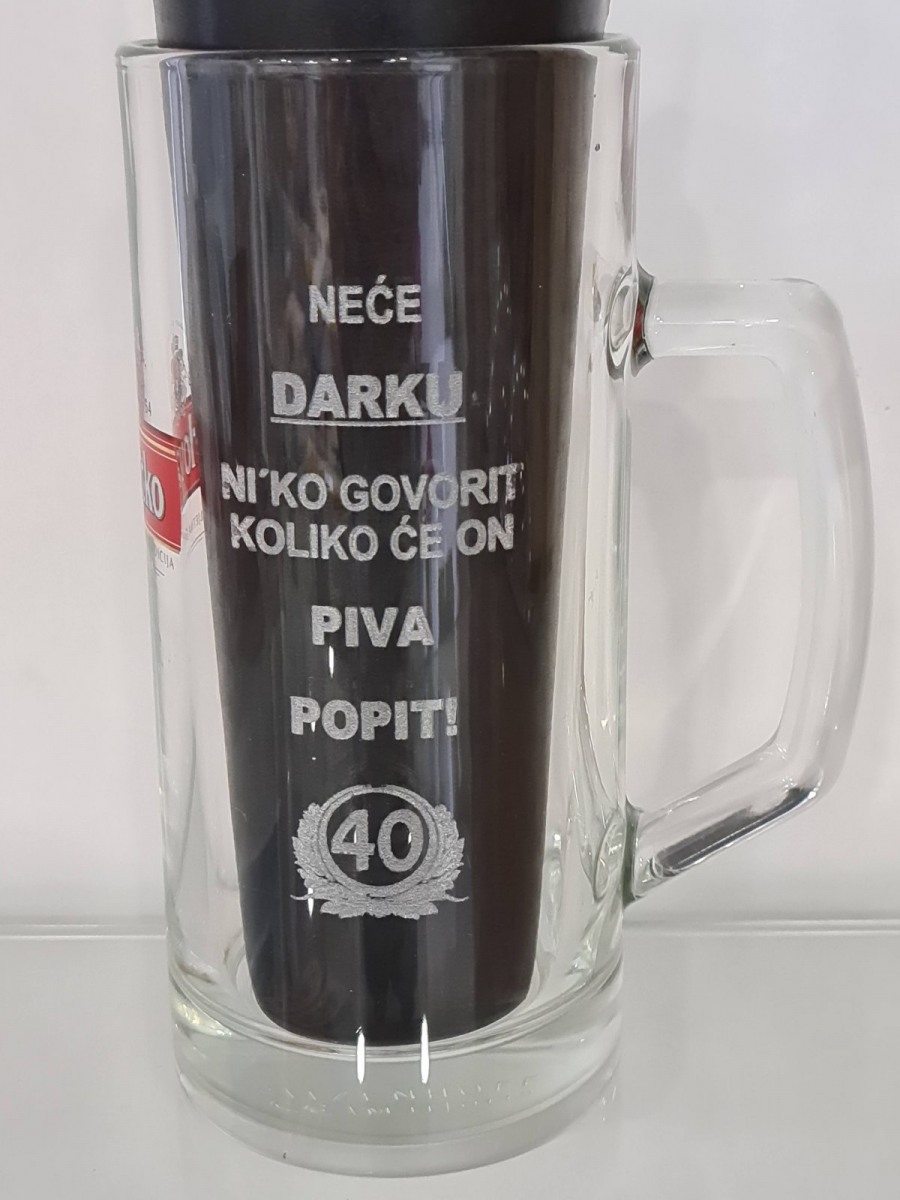 NEĆE
DARKU
NI´KO GOVORIT
KOLIKO ĆE ON
PIVA
POPIT!
40